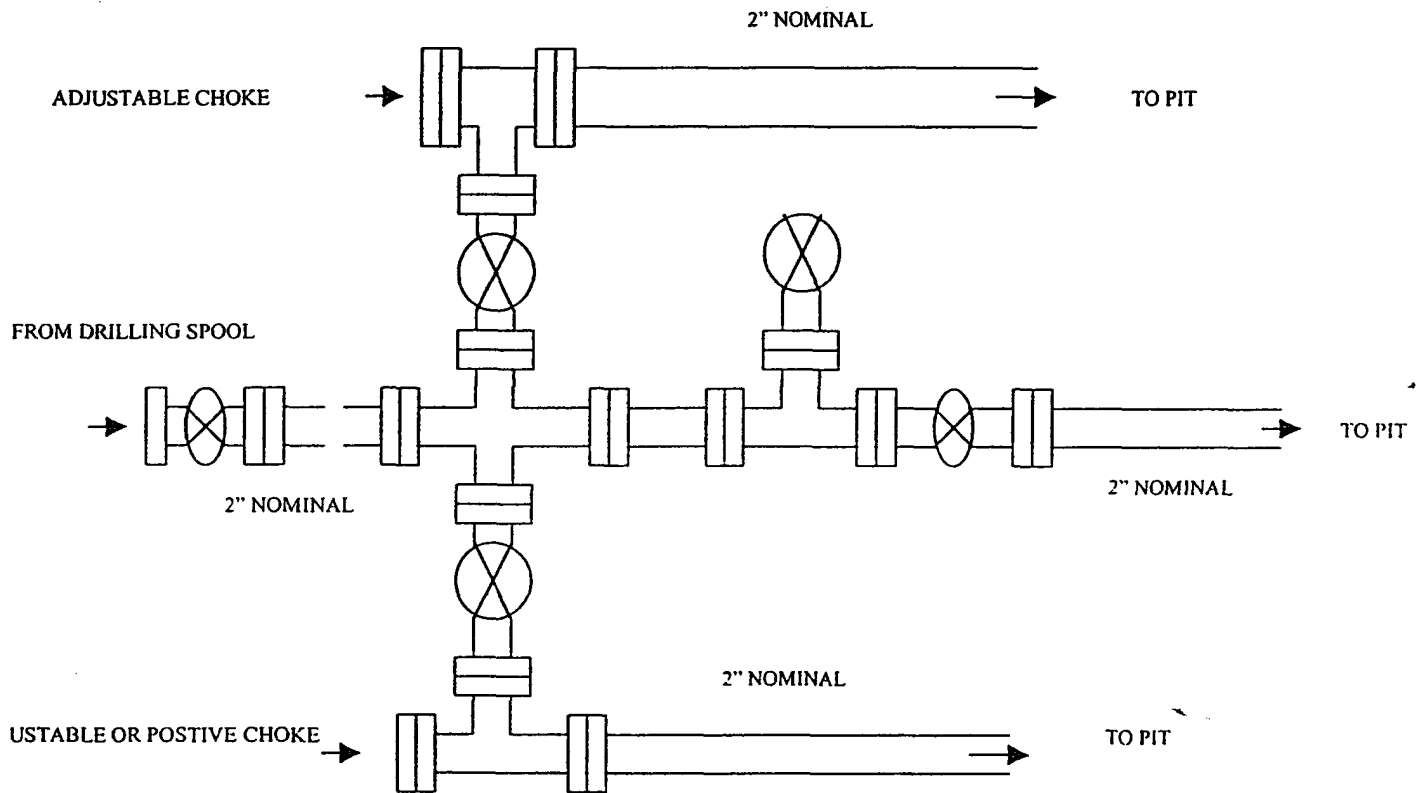 2” NOMINAL
ADJUSTABLE CHOKE
TO PIT
FROM DRILLING SPOOL
TO PIT
2” NOMINAL
2” NOMINAL
2” NOMINAL
USTABLE OR POSTIVE CHOKE
TO PIT